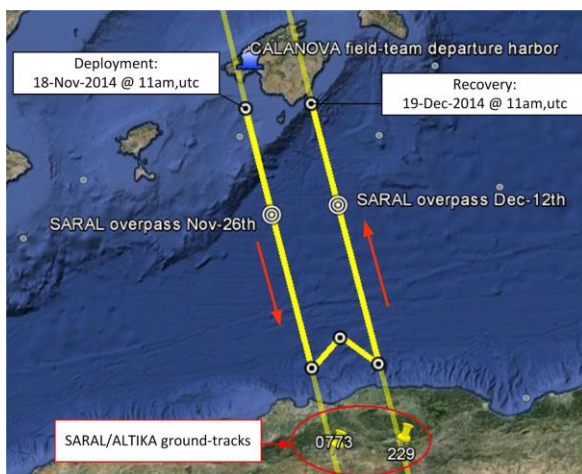 CALANOVA field-team departure harbor
Deployment:
18-Nov-2014 @ 11am,utc
Recovery:
19-Dec-2014 @ 11am,utc
SARAL overpass Nov-26th
SARAL overpass Dec-12th
SARAL/ALTIKA ground-tracks
0773
229